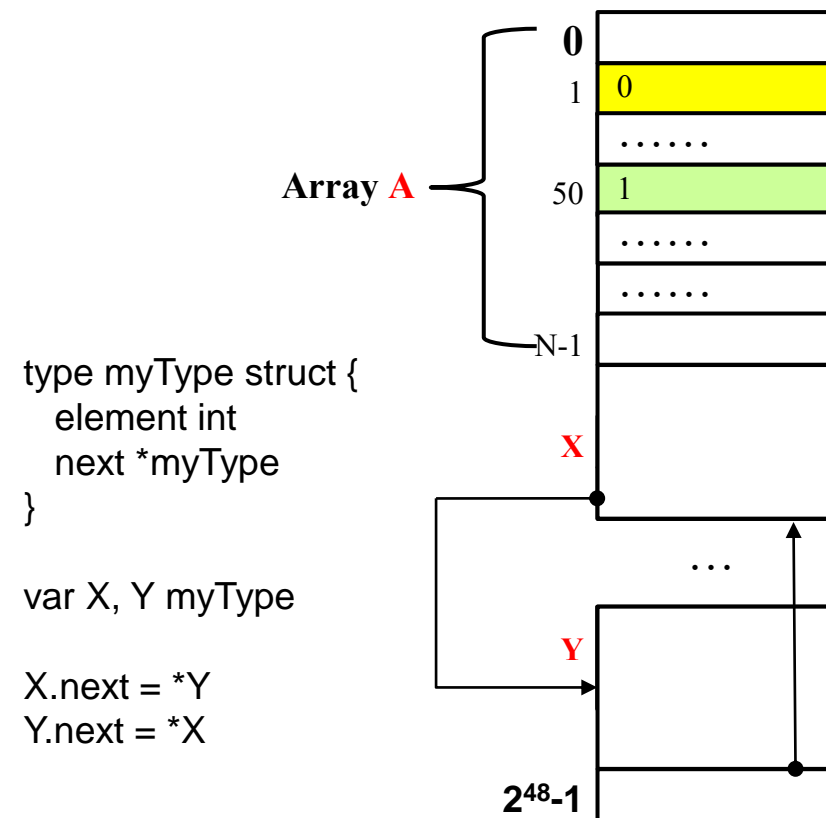 0
1 0
......
Array A
50 1
......
......
N-1
type myType struct {
element int
next *myType
}
X
...
var X, Y myType
Y
X.next = *Y
Y.next = *X
2⁴⁸-1